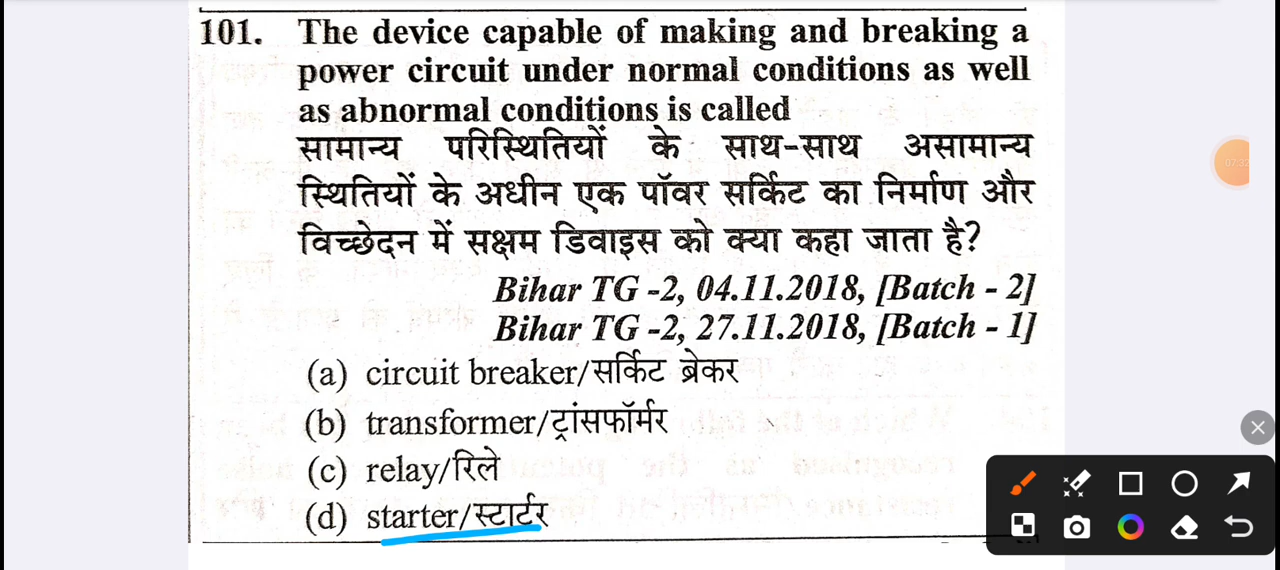 101. The device capable of making and breaking a
power circuit under normal conditions as well
as abnormal conditions is called
सामान्य परिस्थितियों के साथ-साथ असामान्य
स्थितियों के अधीन एक पॉवर सर्किट का निर्माण और
विच्छेदन में सक्षम डिवाइस को क्या कहा जाता है?
Bihar TG -2, 04.11.2018, [Batch - 2]
Bihar TG -2, 27.11.2018, [Batch - 1]
(a) circuit breaker/सर्किट ब्रेकर
(b) transformer/ट्रांसफॉर्मर
(c) relay/रिले
(d) starter/स्टार्टर